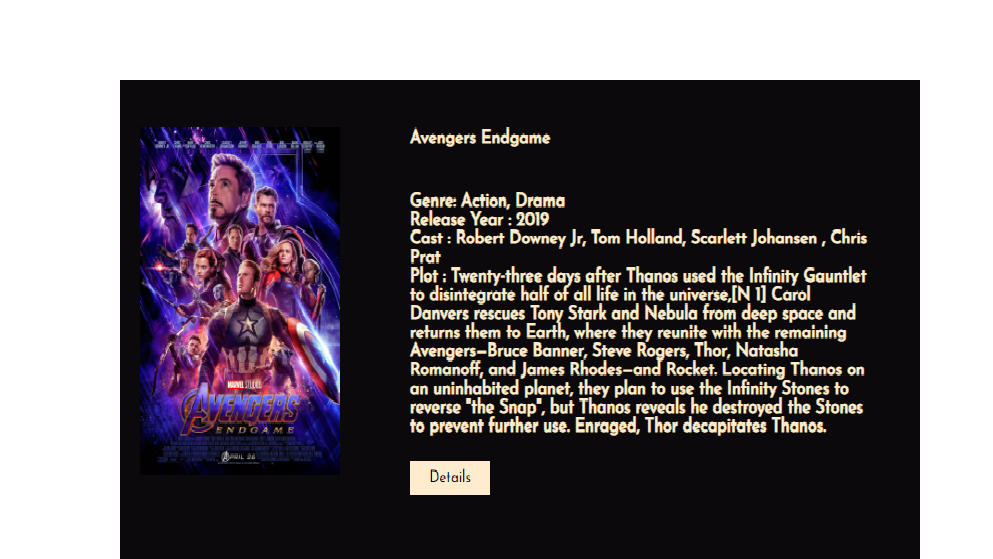 Avengers Endgame
Genre: Action, Drama
Release Year : 2019
Cast : Robert Downey Jr, Tom Holland, Scarlett Johansen , Chris
Prat
Plot : Twenty-three days after Thanos used the Infinity Gauntlet
to disintegrate half of all life in the universe,[N 1] Carol
Danvers rescues Tony Stark and Nebula from deep space and
returns them to Earth, where they reunite with the remaining
Avengers—Bruce Banner, Steve Rogers, Thor, Natasha
Romanoff, and James Rhodes—and Rocket. Locating Thanos on
an uninhabited planet, they plan to use the Infinity Stones to
reverse "the Snap", but Thanos reveals he destroyed the Stones
to prevent further use. Enraged, Thor decapitates Thanos.
Details
MARVEL STUDIOS
AVENGERS
ENDGAME
APRIL 26